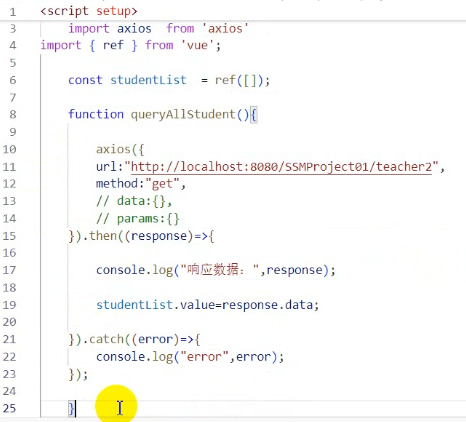 1 <script setup>
3 import axios from 'axios'
4 import { ref } from 'vue';
5
6 const studentList = ref([]);
7
8 function queryAllStudent(){
9
10 axios({
11 url:"http://localhost:8080/SSMProject01/teacher2",
12 method:"get",
13 // data:{},
14 // params:{}
15 }).then((response)=>{
16
17 console.log("响应数据：",response);
18
19 studentList.value=response.data;
20
21 }).catch((error)=>{
22 console.log("error",error);
23 });
24
25 }